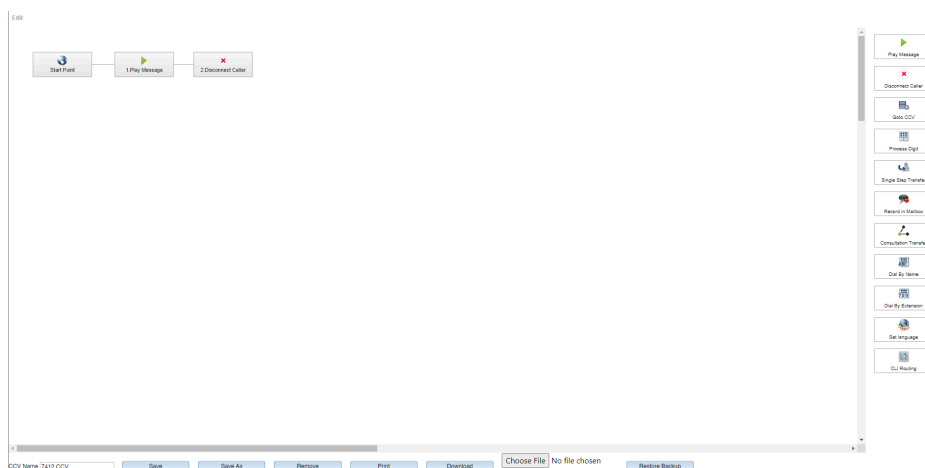 Edit
Start Point
1.Play Message
2.Disconnect Caller
Play Message
Disconnect Caller
Goto CCV
Process Digit
Single Step Transfe
Record in Mailbox
Consultation Transfe
ABC
Dial By Name
Dial By Extension
Set language
CLI Routing
CCV Name 7412 CCV
Save
Save As
Remove
Print
Download
Choose File No file chosen
Restore Backup